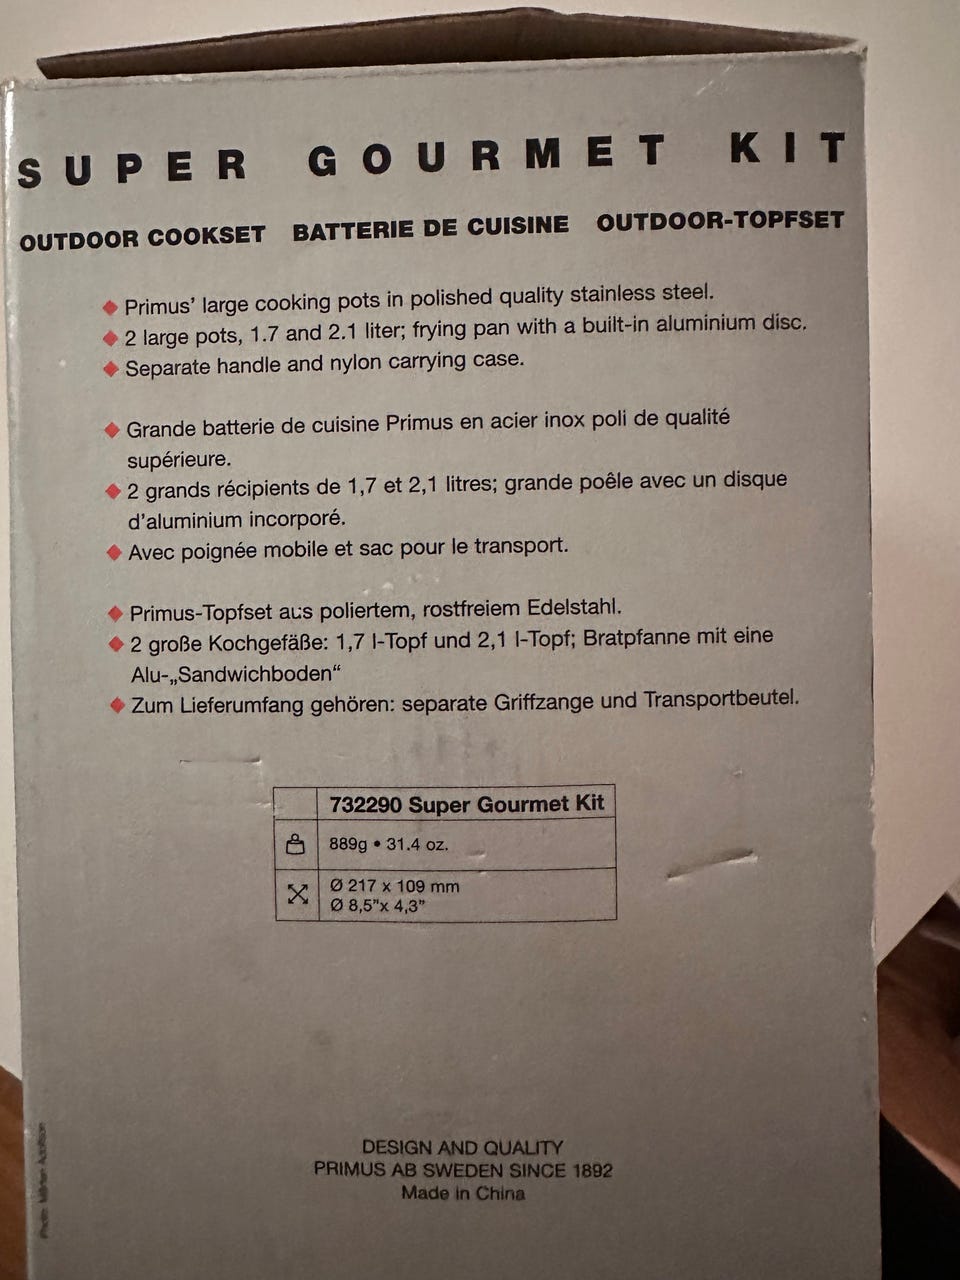 SUPER GOURMET KIT
OUTDOOR COOKSET BATTERIE DE CUISINE OUTDOOR-TOPFSET
Primus' large cooking pots in polished quality stainless steel.
2 large pots, 1.7 and 2.1 liter; frying pan with a built-in aluminium disc.
Separate handle and nylon carrying case.
Grande batterie de cuisine Primus en acier inox poli de qualité
supérieure.
2 grands récipients de 1,7 et 2,1 litres; grande poêle avec un disque
d'aluminium incorporé.
Avec poignée mobile et sac pour le transport.
Primus-Topfset aus poliertem, rostfreiem Edelstahl.
2 große Kochgefäße: 1,7 l-Topf und 2,1 l-Topf; Bratpfanne mit eine
Alu-„Sandwichboden“
Zum Lieferumfang gehören: separate Griffzange und Transportbeutel.
732290 Super Gourmet Kit
889g • 31.4 oz.
Ø 217 x 109 mm
Ø 8,5"x 4,3"
DESIGN AND QUALITY
PRIMUS AB SWEDEN SINCE 1892
Made in China
Photo: Mårten Adolfson